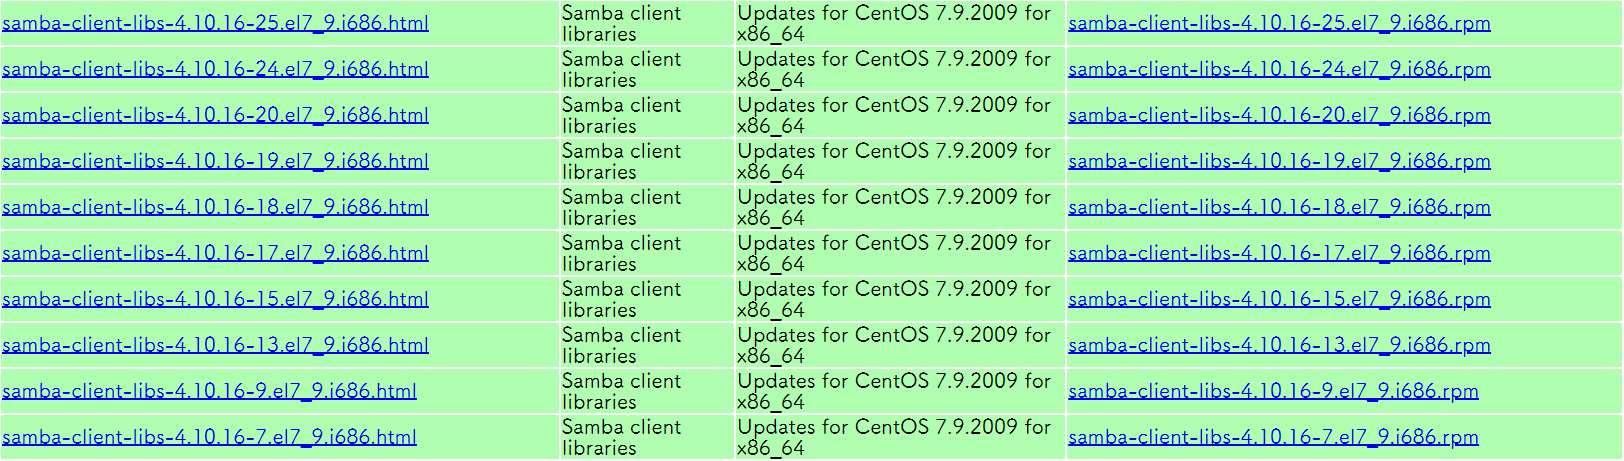 samba-client-libs-4.10.16-25.el7_9.i686.html
Samba client
libraries
Updates for CentOS 7.9.2009 for
x86_64
samba-client-libs-4.10.16-25.el7_9.i686.rpm
samba-client-libs-4.10.16-24.el7_9.i686.html
Samba client
libraries
Updates for CentOS 7.9.2009 for
x86_64
samba-client-libs-4.10.16-24.el7_9.i686.rpm
samba-client-libs-4.10.16-20.el7_9.i686.html
Samba client
libraries
Updates for CentOS 7.9.2009 for
x86_64
samba-client-libs-4.10.16-20.el7_9.i686.rpm
samba-client-libs-4.10.16-19.el7_9.i686.html
Samba client
libraries
Updates for CentOS 7.9.2009 for
x86_64
samba-client-libs-4.10.16-19.el7_9.i686.rpm
samba-client-libs-4.10.16-18.el7_9.i686.html
Samba client
libraries
Updates for CentOS 7.9.2009 for
x86_64
samba-client-libs-4.10.16-18.el7_9.i686.rpm
samba-client-libs-4.10.16-17.el7_9.i686.html
Samba client
libraries
Updates for CentOS 7.9.2009 for
x86_64
samba-client-libs-4.10.16-17.el7_9.i686.rpm
samba-client-libs-4.10.16-15.el7_9.i686.html
Samba client
libraries
Updates for CentOS 7.9.2009 for
x86_64
samba-client-libs-4.10.16-15.el7_9.i686.rpm
samba-client-libs-4.10.16-13.el7_9.i686.html
Samba client
libraries
Updates for CentOS 7.9.2009 for
x86_64
samba-client-libs-4.10.16-13.el7_9.i686.rpm
samba-client-libs-4.10.16-9.el7_9.i686.html
Samba client
libraries
Updates for CentOS 7.9.2009 for
x86_64
samba-client-libs-4.10.16-9.el7_9.i686.rpm
samba-client-libs-4.10.16-7.el7_9.i686.html
Samba client
libraries
Updates for CentOS 7.9.2009 for
x86_64
samba-client-libs-4.10.16-7.el7_9.i686.rpm